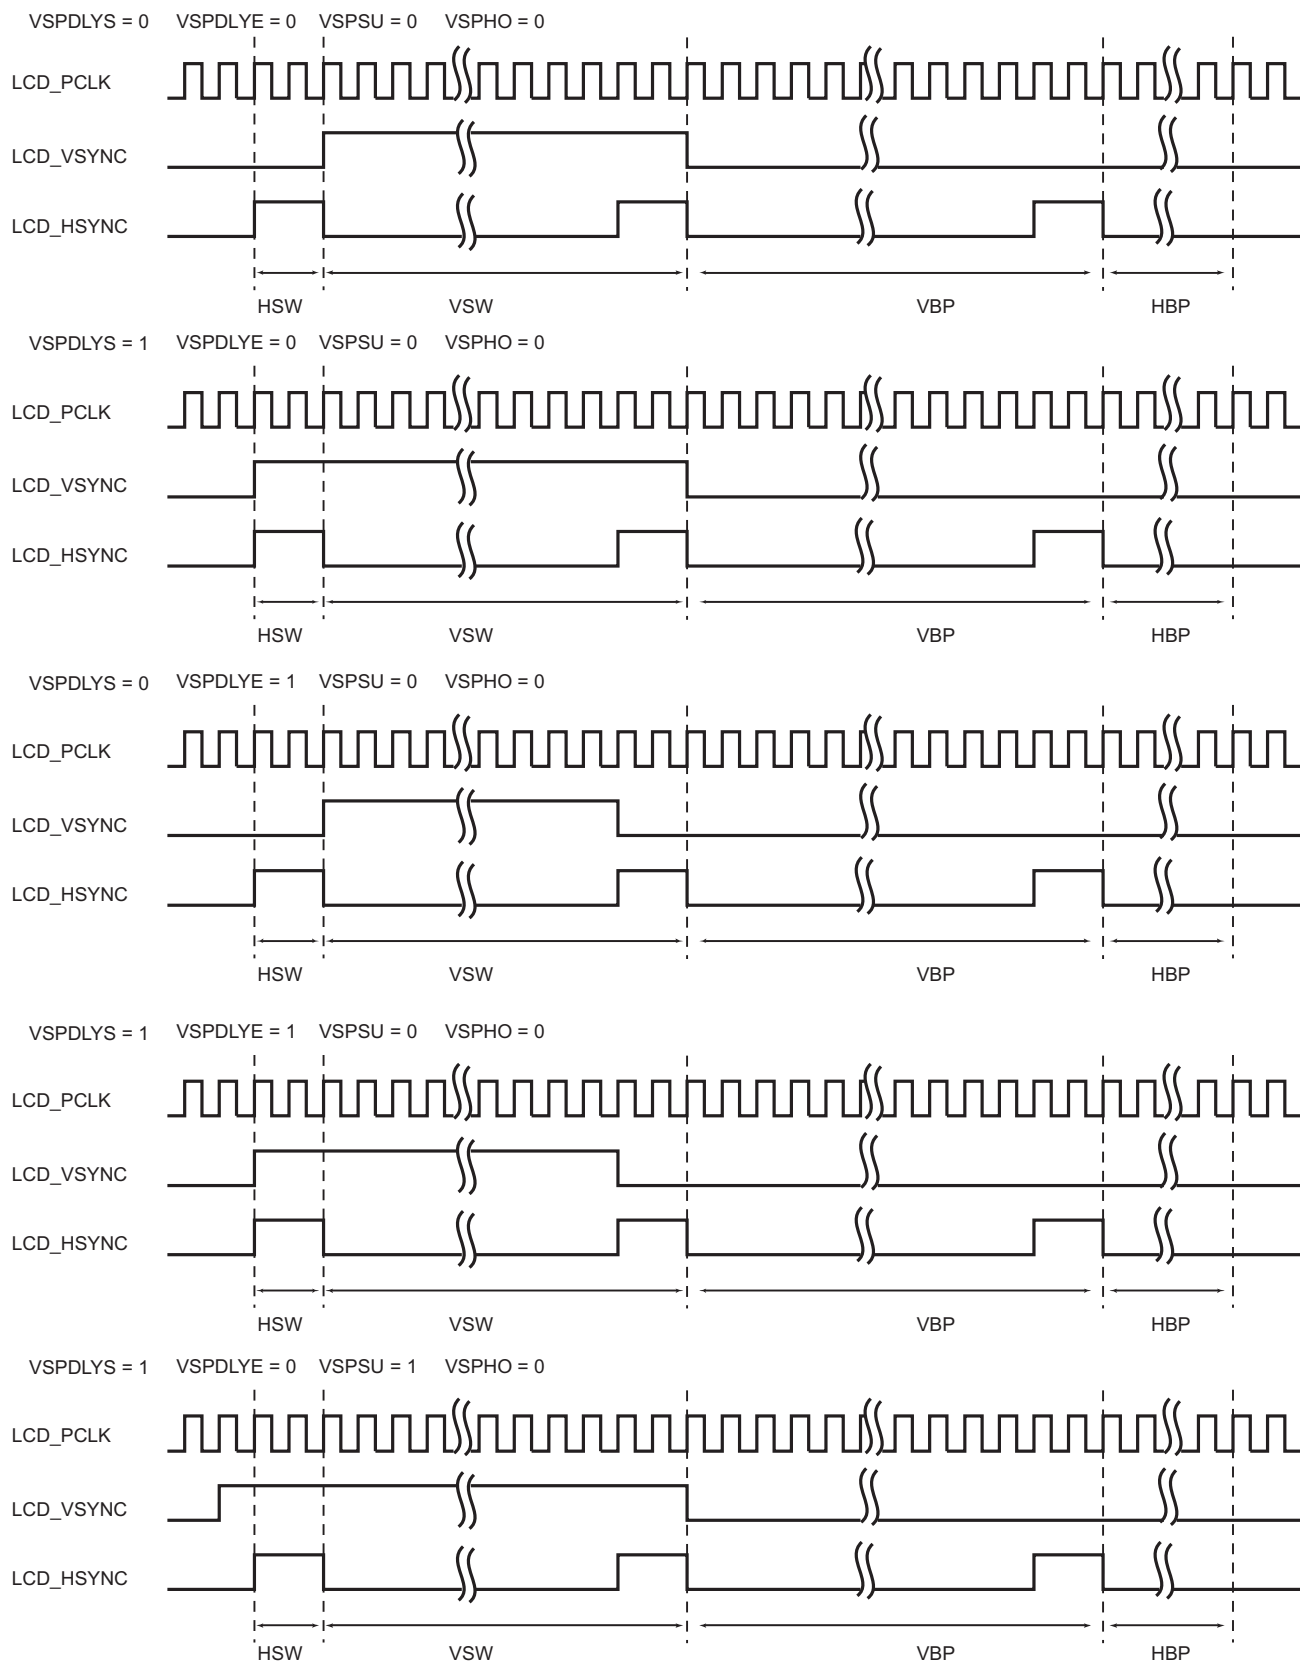 VSPDLYS = 0 VSPDLYE = 0 VSPSU = 0 VSPHO = 0
LCD_PCLK
LCD_VSYNC
LCD_HSYNC
HSW VSW VBP HBP
VSPDLYS = 1 VSPDLYE = 0 VSPSU = 0 VSPHO = 0
LCD_PCLK
LCD_VSYNC
LCD_HSYNC
HSW VSW VBP HBP
VSPDLYS = 0 VSPDLYE = 1 VSPSU = 0 VSPHO = 0
LCD_PCLK
LCD_VSYNC
LCD_HSYNC
HSW VSW VBP HBP
VSPDLYS = 1 VSPDLYE = 1 VSPSU = 0 VSPHO = 0
LCD_PCLK
LCD_VSYNC
LCD_HSYNC
HSW VSW VBP HBP
VSPDLYS = 1 VSPDLYE = 0 VSPSU = 1 VSPHO = 0
LCD_PCLK
LCD_VSYNC
LCD_HSYNC
HSW VSW VBP HBP